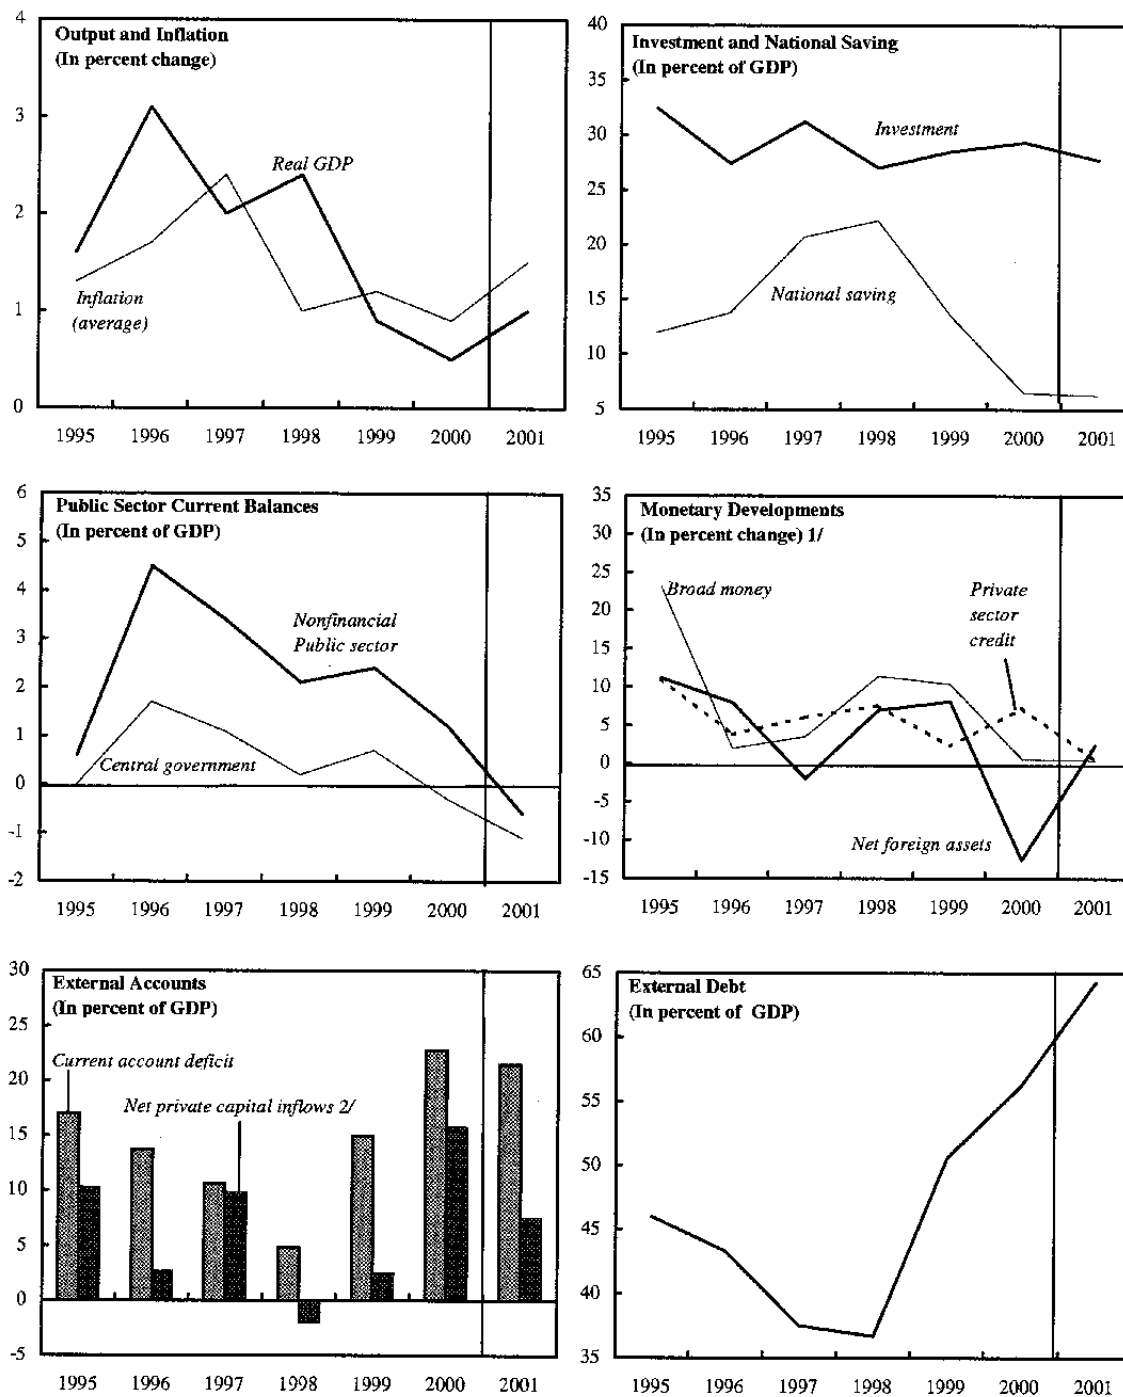 Output and Inflation
(In percent change)
4
3
2
1
0
Real GDP
Inflation
(average)
1995 1996 1997 1998 1999 2000 2001
Investment and National Saving
(In percent of GDP)
40
35
30
25
20
15
10
5
Investment
National saving
1995 1996 1997 1998 1999 2000 2001
Public Sector Current Balances
(In percent of GDP)
6
5
4
3
2
1
0
-1
-2
Nonfinancial
Public sector
Central government
1995 1996 1997 1998 1999 2000 2001
Monetary Developments
(In percent change) 1/
35
30
25
20
15
10
5
0
-5
-10
-15
Broad money
Private
sector
credit
Net foreign assets
1995 1996 1997 1998 1999 2000 2001
External Accounts
(In percent of GDP)
30
25
20
15
10
5
0
-5
Current account deficit
Net private capital inflows 2/
1995 1996 1997 1998 1999 2000 2001
External Debt
(In percent of GDP)
65
60
55
50
45
40
35
1995 1996 1997 1998 1999 2000 2001